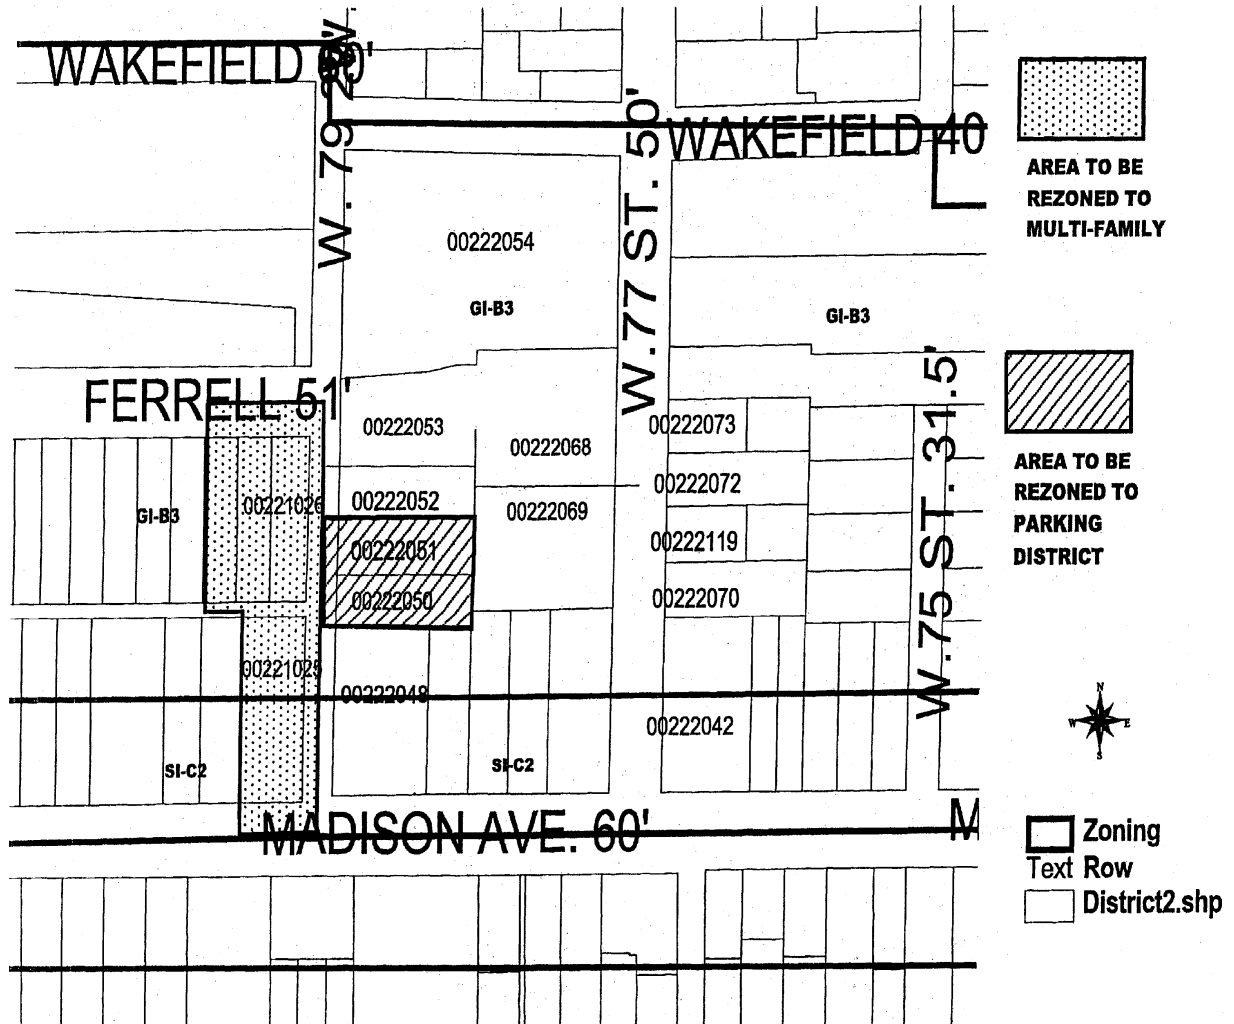 WAKEFIELD 50'
W. 79
WAKEFIELD 40
W.77 ST. 50'
AREA TO BE
REZONED TO
MULTI-FAMILY
00222054
GI-B3
GI-B3
FERRELL 51'
W.75 ST. 31.5'
AREA TO BE
REZONED TO
PARKING
DISTRICT
00222053
00222068
00222073
00222052
00222069
00222072
GI-B3
00221026
00222051
00222119
00222050
00222070
00221025
00222048
00222042
SI-C2
SI-C2
N
W
E
S
MADISON AVE. 60'
M
Zoning
Text Row
District2.shp